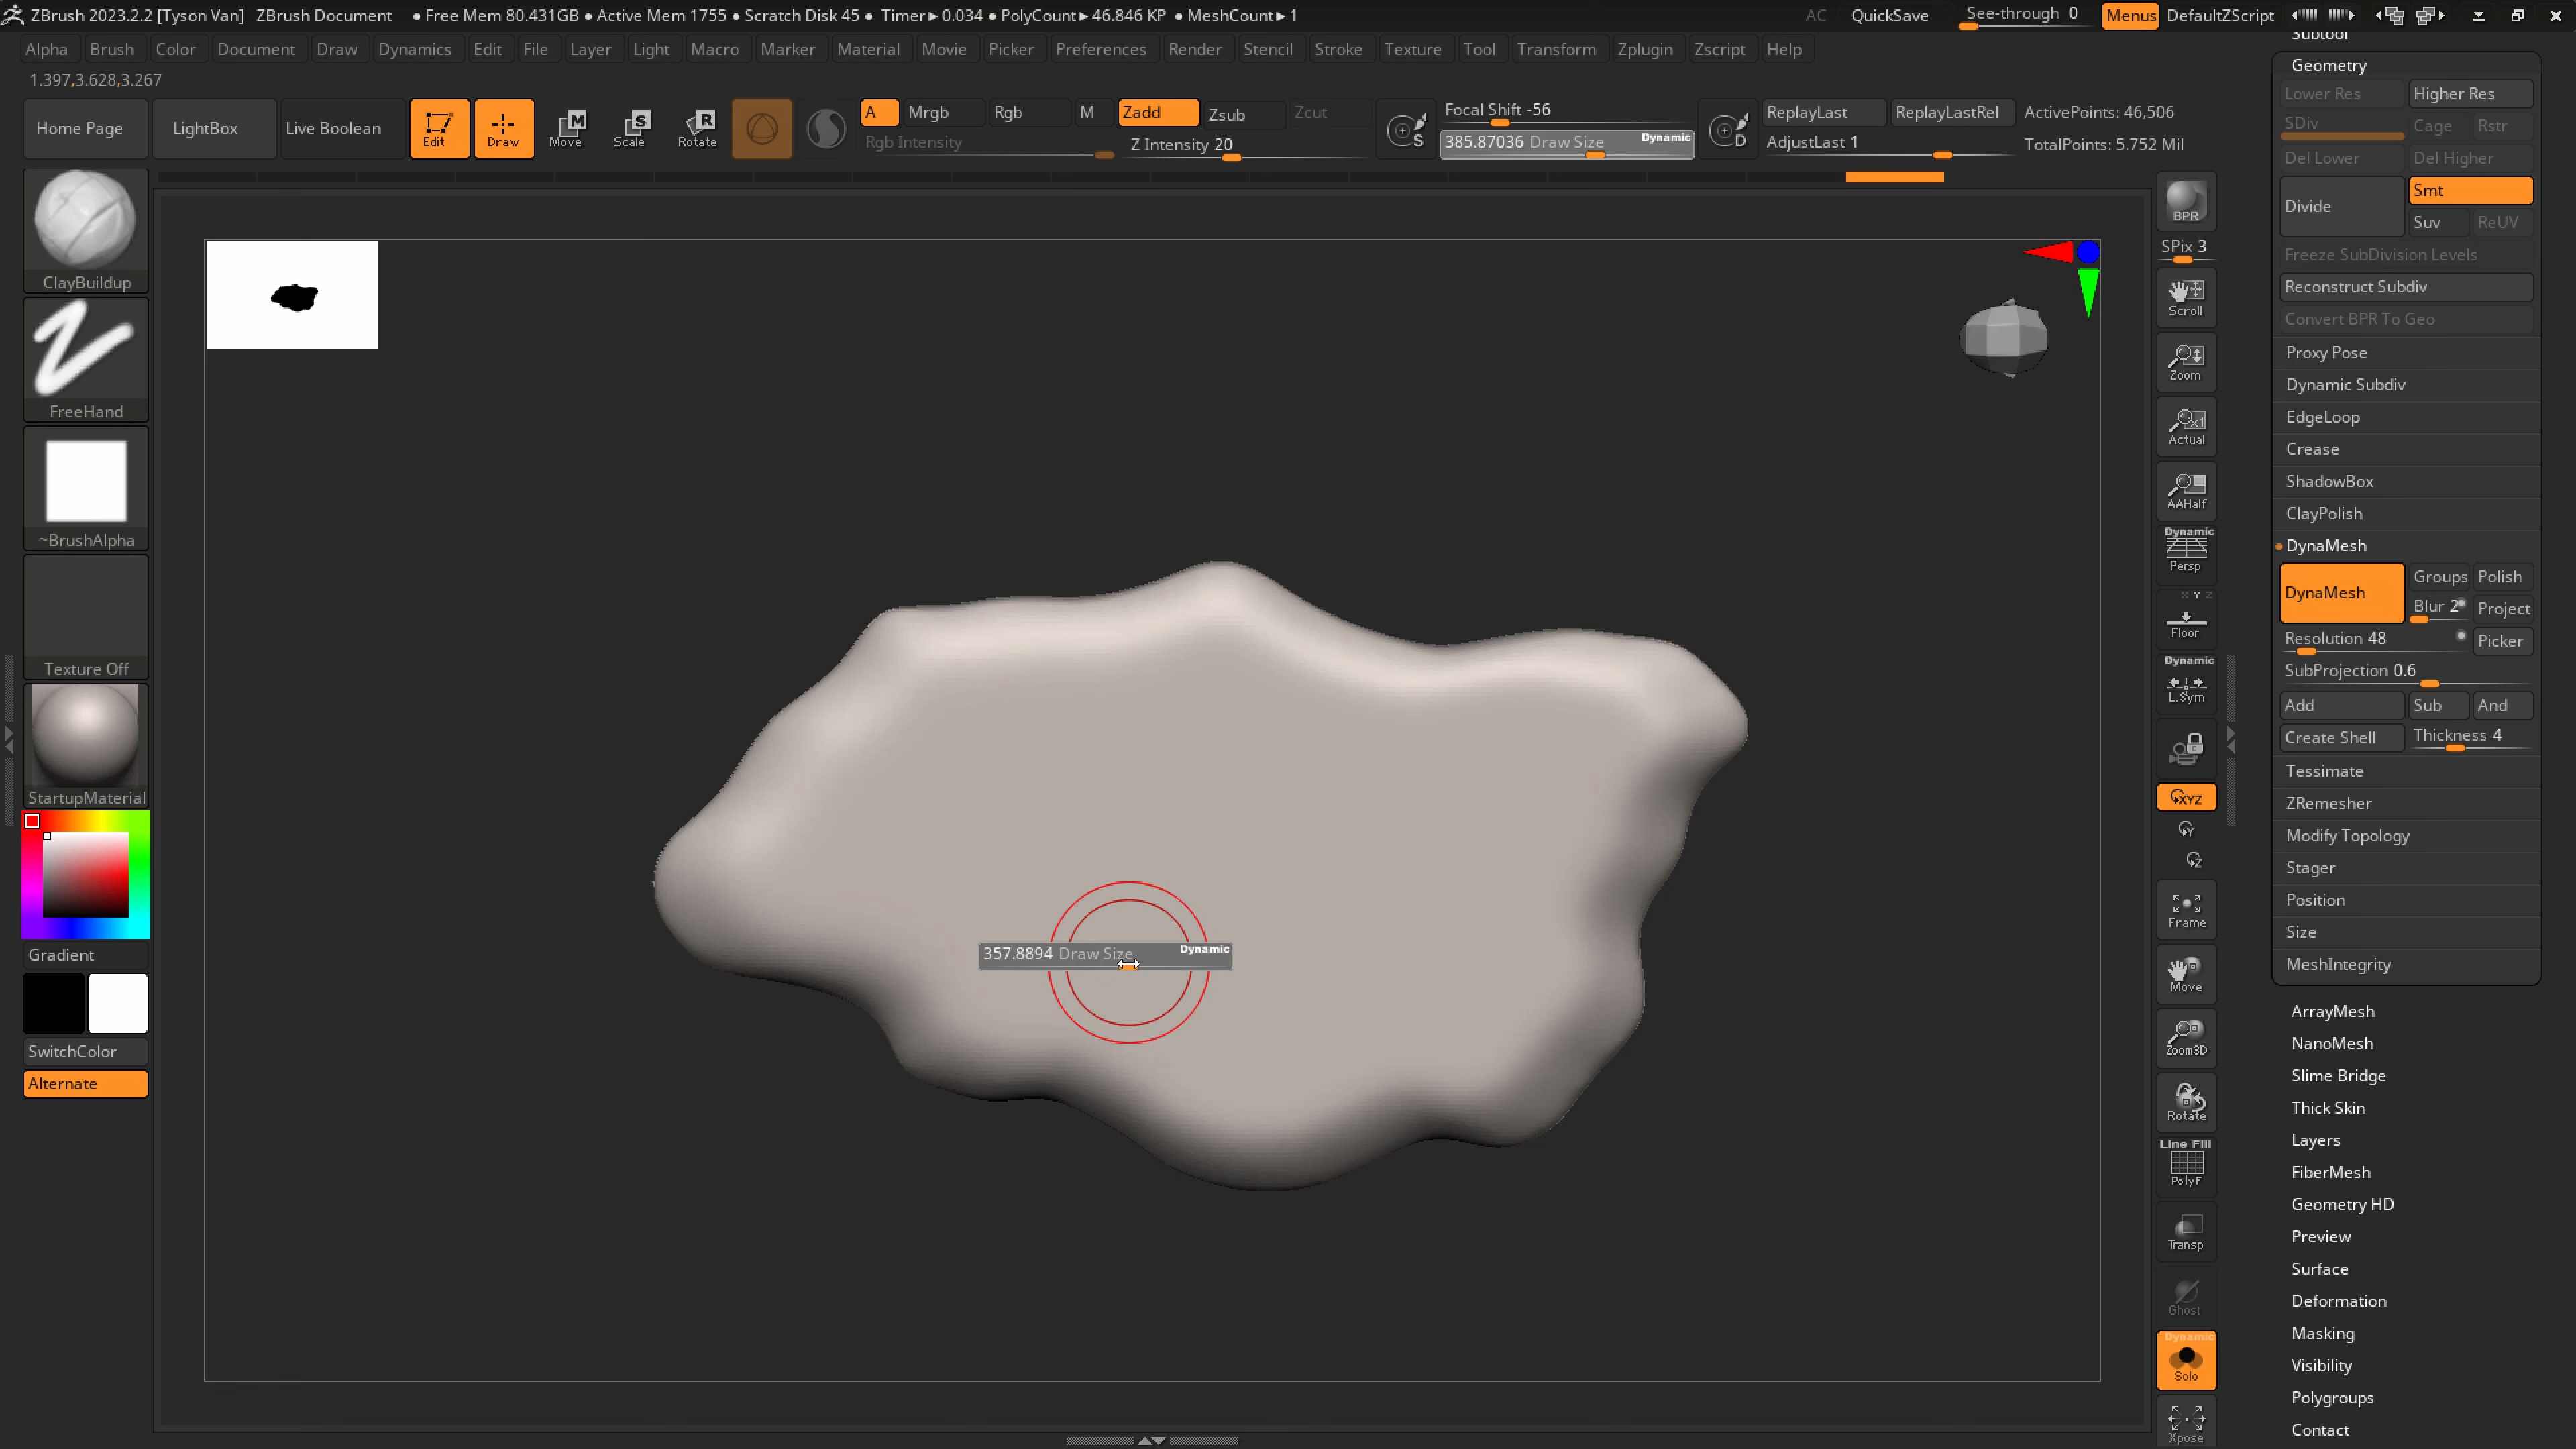 ZBrush 2023.2.2 [Tyson Van] ZBrush Document ● Free Mem 80.431GB ● Active Mem 1755 ● Scratch Disk 45 ● Timer►0.034 ● PolyCount►46.846 KP ● MeshCount►1 AC QuickSave See-through 0 Menus DefaultZScript
Alpha Brush Color Document Draw Dynamics Edit File Layer Light Macro Marker Material Movie Picker Preferences Render Stencil Stroke Texture Tool Transform Zplugin Zscript Help
1.397,3.628,3.267
Home Page LightBox Live Boolean Edit Draw Move Scale Rotate
M S R
A Mrgb Rgb M Zadd Zsub Zcut
Rgb Intensity Z Intensity 20
S Focal Shift -56
385.87036 Draw Size Dynamic
D ReplayLast ReplayLastRel ActivePoints: 46,506
AdjustLast 1 TotalPoints: 5.752 Mil
ClayBuildup
FreeHand
~BrushAlpha
Texture Off
StartupMaterial
Gradient
SwitchColor
Alternate
357.8894 Draw Size Dynamic
BPR
SPix 3
Scroll
Zoom
x1
Actual
AAHalf
Dynamic
Persp
X Y Z
Floor
Dynamic
L.Sym
XYZ
Y
Z
Frame
Move
Zoom3D
Rotate
Line Fill
PolyF
Transp
Ghost
Dynamic
Solo
Xpose
Subtool
Geometry
Lower Res Higher Res
SDiv Cage Rstr
Del Lower Del Higher
Divide Smt
Suv ReUV
Freeze SubDivision Levels
Reconstruct Subdiv
Convert BPR To Geo
Proxy Pose
Dynamic Subdiv
EdgeLoop
Crease
ShadowBox
ClayPolish
DynaMesh
DynaMesh Groups Polish
Blur 2 Project
Resolution 48 Picker
SubProjection 0.6
Add Sub And
Create Shell Thickness 4
Tessimate
ZRemesher
Modify Topology
Stager
Position
Size
MeshIntegrity
ArrayMesh
NanoMesh
Slime Bridge
Thick Skin
Layers
FiberMesh
Geometry HD
Preview
Surface
Deformation
Masking
Visibility
Polygroups
Contact